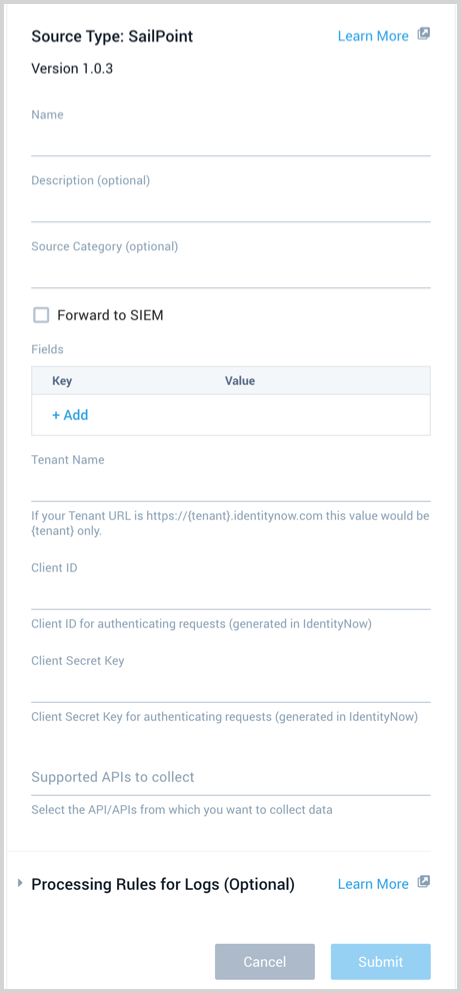 Source Type: SailPoint Learn More
Version 1.0.3
Name
Description (optional)
Source Category (optional)
Forward to SIEM
Fields
Key Value
+ Add
Tenant Name
If your Tenant URL is https://{tenant}.identitynow.com this value would be
{tenant} only.
Client ID
Client ID for authenticating requests (generated in IdentityNow)
Client Secret Key
Client Secret Key for authenticating requests (generated in IdentityNow)
Supported APIs to collect
Select the API/APIs from which you want to collect data
Processing Rules for Logs (Optional) Learn More
Cancel Submit